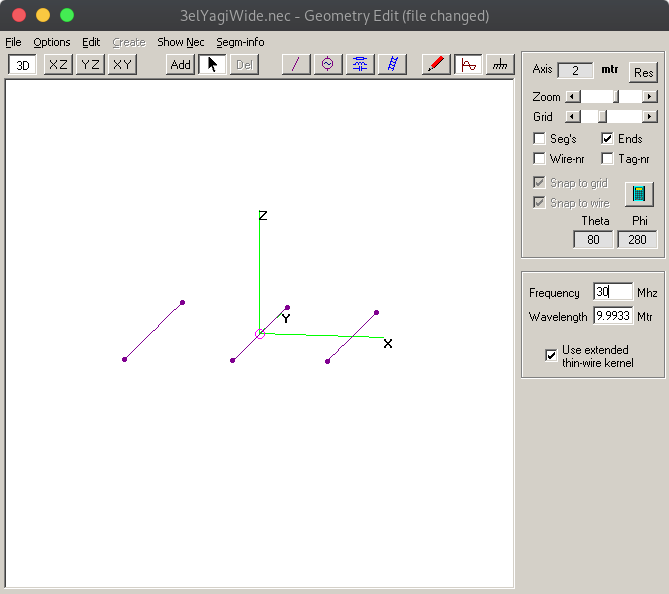 3elYagiWide.nec - Geometry Edit (file changed)
File Options Edit Create Show Nec Segm-info
3D XZ YZ XY Add Del
Axis 2 mtr Res
Zoom
Grid
Seg's Ends
Wire-nr Tag-nr
Snap to grid
Snap to wire
Theta Phi
80 280
Z
Y
X
Frequency 30 Mhz
Wavelength 9.9933 Mtr
Use extended
thin-wire kernel